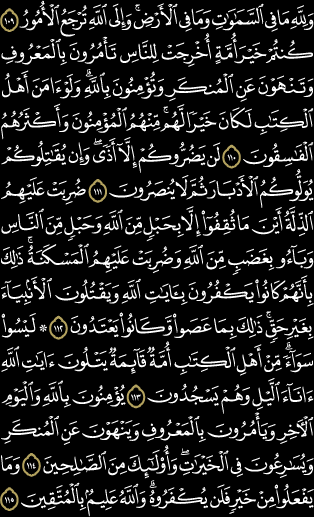 وَلِلَّهِ مَا فِي ٱلسَّمَٰوَٰتِ وَمَا فِي ٱلۡأَرۡضِۚ وَإِلَى ٱللَّهِ تُرۡجَعُ ٱلۡأُمُورُ ١٠٩
كُنتُمۡ خَيۡرَ أُمَّةٍ أُخۡرِجَتۡ لِلنَّاسِ تَأۡمُرُونَ بِٱلۡمَعۡرُوفِ
وَتَنۡهَوۡنَ عَنِ ٱلۡمُنكَرِ وَتُؤۡمِنُونَ بِٱللَّهِۗ وَلَوۡ ءَامَنَ أَهۡلُ
ٱلۡكِتَٰبِ لَكَانَ خَيۡرٗا لَّهُمۚ مِّنۡهُمُ ٱلۡمُؤۡمِنُونَ وَأَكۡثَرُهُمُ
ٱلۡفَٰسِقُونَ ١١٠ لَن يَضُرُّوكُمۡ إِلَّآ أَذٗىۖ وَإِن يُقَٰتِلُوكُمۡ
يُوَلُّوكُمُ ٱلۡأَدۡبَارَ ثُمَّ لَا يُنصَرُونَ ١١١ ضُرِبَتۡ عَلَيۡهِمُ
ٱلذِّلَّةُ أَيۡنَ مَا ثُقِفُوٓاْ إِلَّا بِحَبۡلٖ مِّنَ ٱللَّهِ وَحَبۡلٖ مِّنَ ٱلنَّاسِ
وَبَآءُو بِغَضَبٖ مِّنَ ٱللَّهِ وَضُرِبَتۡ عَلَيۡهِمُ ٱلۡمَسۡكَنَةُۚ ذَٰلِكَ
بِأَنَّهُمۡ كَانُواْ يَكۡفُرُونَ بِـَٔايَٰتِ ٱللَّهِ وَيَقۡتُلُونَ ٱلۡأَنۢبِيَآءَ
بِغَيۡرِ حَقّٖۚ ذَٰلِكَ بِمَا عَصَواْ وَّكَانُواْ يَعۡتَدُونَ ١١٢ ۞ لَيۡسُواْ
سَوَآءٗۗ مِّنۡ أَهۡلِ ٱلۡكِتَٰبِ أُمَّةٞ قَآئِمَةٞ يَتۡلُونَ ءَايَٰتِ ٱللَّهِ
ءَانَآءَ ٱلَّيۡلِ وَهُمۡ يَسۡجُدُونَ ١١٣ يُؤۡمِنُونَ بِٱللَّهِ وَٱلۡيَوۡمِ
ٱلۡأٓخِرِ وَيَأۡمُرُونَ بِٱلۡمَعۡرُوفِ وَيَنۡهَوۡنَ عَنِ ٱلۡمُنكَرِ
وَيُسَٰرِعُونَ فِي ٱلۡخَيۡرَٰتِۖ وَأُوْلَٰٓئِكَ مِنَ ٱلصَّٰلِحِينَ ١١٤ وَمَا
يَفۡعَلُواْ مِنۡ خَيۡرٖ فَلَن يُكۡفَرُوهُۗ وَٱللَّهُ عَلِيمُۢ بِٱلۡمُتَّقِينَ ١١٥